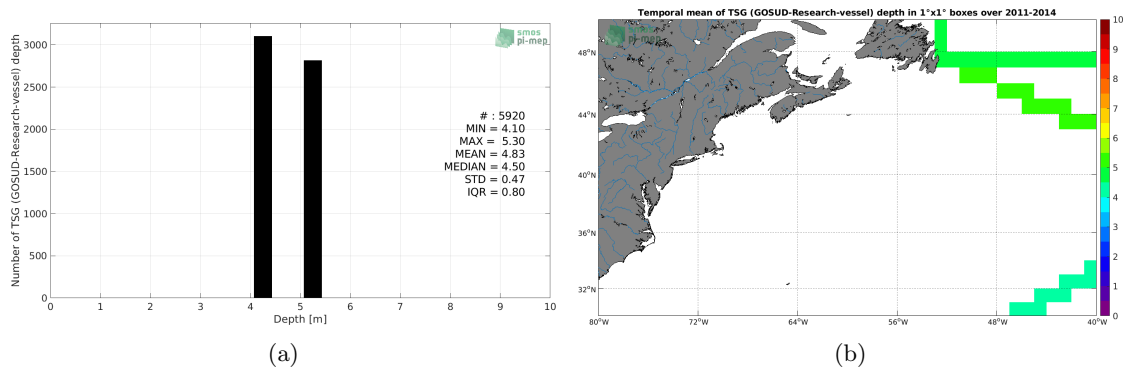 Number of TSG (GOSUD-Research-vessel) depth
3000
2500
2000
1500
1000
500
0
0 1 2 3 4 5 6 7 8 9 10
Depth [m]
smos
pi-mep
# : 5920
MIN = 4.10
MAX = 5.30
MEAN = 4.83
MEDIAN = 4.50
STD = 0.47
IQR = 0.80
(a)
Temporal mean of TSG (GOSUD-Research-vessel) depth in 1°x1° boxes over 2011-2014
smos
pi-mep
48°N
44°N
40°N
36°N
32°N
80°W 72°W 64°W 56°W 48°W 40°W
10
9
8
7
6
5
4
3
2
1
0
(b)